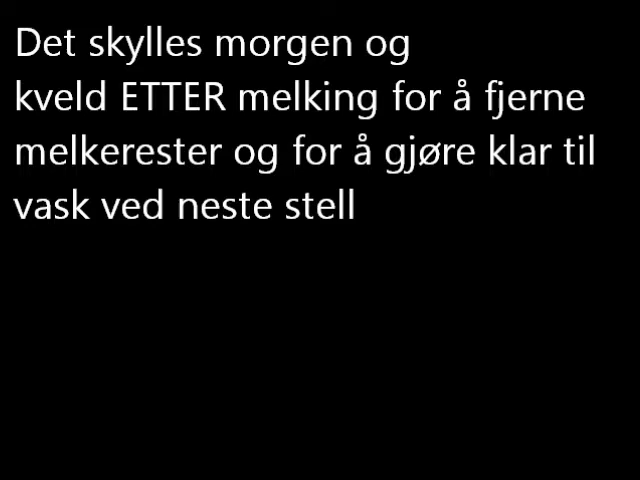 Det skylles morgen og
kveld ETTER melking for å fjerne
melkerester og for å gjøre klar til
vask ved neste stell